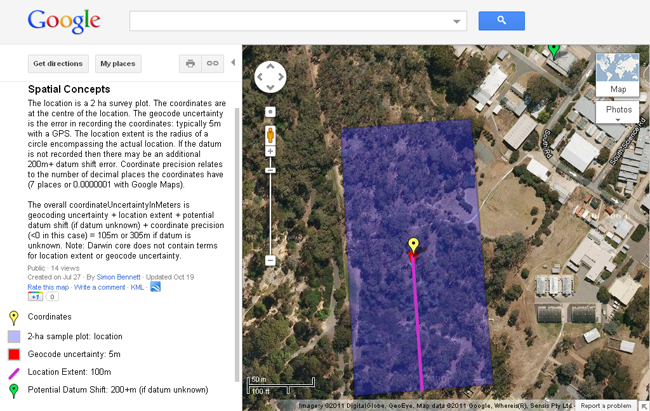 Google
Get directions
My places
Spatial Concepts
The location is a 2 ha survey plot. The coordinates are
at the centre of the location. The geocode uncertainty
is the error in recording the coordinates: typically 5m
with a GPS. The location extent is the radius of a
circle encompassing the actual location. If the datum
is not recorded then there may be an additional
200m+ datum shift error. Coordinate precision relates
to the number of decimal places the coordinates have
(7 places or 0.0000001 with Google Maps).
The overall coordinateUncertaintyInMeters is
geocoding uncertainty + location extent + potential
datum shift (if datum unknown) + coordinate precision
(<0 in this case) = 105m or 305m if datum is
unknown. Note: Darwin core does not contain terms
for location extent or geocode uncertainty.
Public · 14 views
Created on Jul 27 · By Simon Bennett · Updated Oct 19
Rate this map · Write a comment · KML ·
+1 0
Coordinates
2-ha sample plot: location
Geocode uncertainty: 5m
Location Extent: 100m
Potential Datum Shift: 200+m (if datum unknown)
Map
Photos
50 m
100 ft
Imagery ©2011 DigitalGlobe, GeoEye, Map data ©2011 Google, Whereis(R), Sensis Pty Ltd -
Report a problem